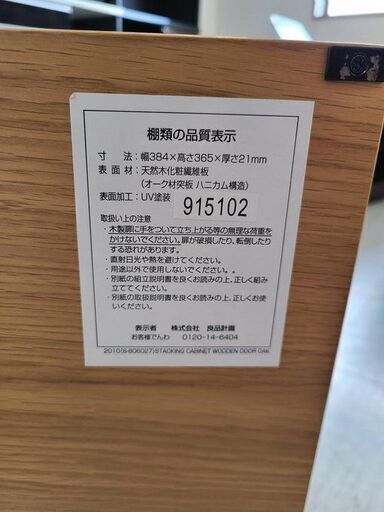 棚類の品質表示
寸　法：幅384×高さ365×厚さ21mm
表 面 材：天然木化粧繊維板
（オーク材突板 ハニカム構造）
表面加工：UV塗装
915102
取扱い上の注意
・木製扉に手をついて立ち上がる等の無理な荷重を
かけないでください。扉が破損したり、転倒したり
する恐れがあります。
・直射日光や熱を避けてください。
・用途以外で使用しないでください。
・別紙の組立説明書を良くお読みの上、正しく組み
立ててください。
・別紙の取扱説明書を良くお読みの上、正しくお使
いください。
表示者　株式会社　良品計画
お客様でんわ　0120-14-6404
2010(S-606027)STACKING CABINET WOODEN DOOR OAK